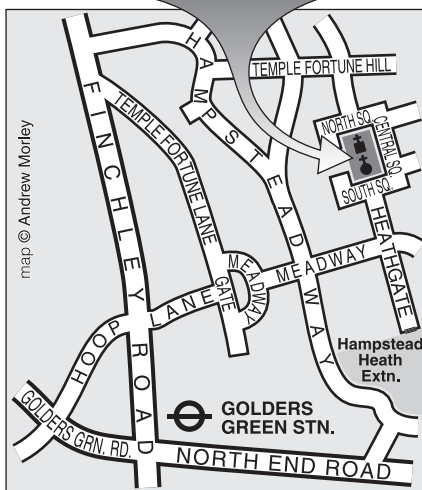 HAMPSTEAD WAY
TEMPLE FORTUNE HILL
FINCHLEY ROAD
TEMPLE FORTUNE LANE
NORTH SQ.
CENTRAL SQ.
SOUTH SQ.
HEATHGATE
MEADWAY
MEADWAY GATE
HOOP LANE
Hampstead
Heath
Extn.
GOLDERS
GREEN STN.
GOLDERS GRN. RD.
NORTH END ROAD
map © Andrew Morley